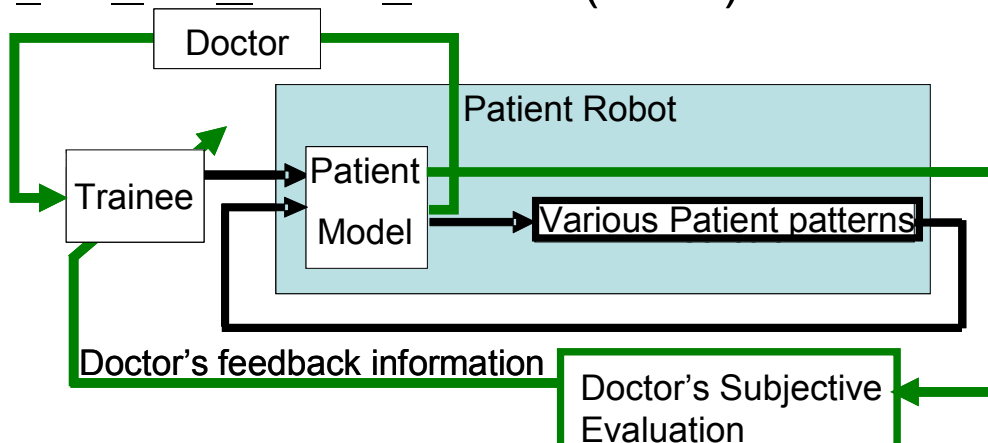 Doctor
Patient Robot
Patient
Model
Trainee
Various Patient patterns
Doctor's feedback information
Doctor's Subjective
Evaluation